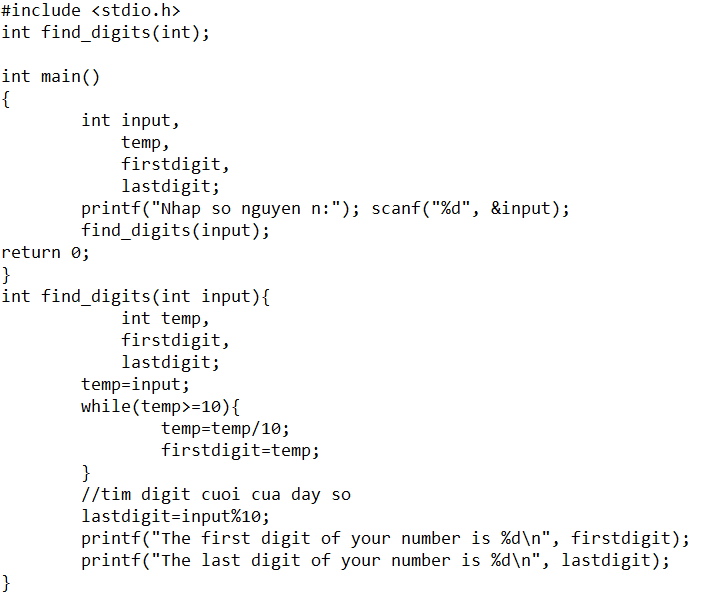 #include <stdio.h>
int find_digits(int);
int main()
{
int input,
temp,
firstdigit,
lastdigit;
printf("Nhap so nguyen n:"); scanf("%d", &input);
find_digits(input);
return 0;
}
int find_digits(int input){
int temp,
firstdigit,
lastdigit;
temp=input;
while(temp>=10){
temp=temp/10;
firstdigit=temp;
}
//tim digit cuoi cua day so
lastdigit=input%10;
printf("The first digit of your number is %d\n", firstdigit);
printf("The last digit of your number is %d\n", lastdigit);
}